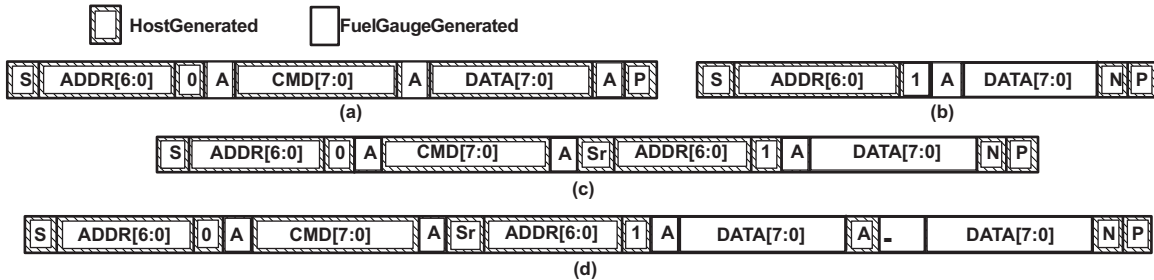 HostGenerated FuelGaugeGenerated
S ADDR[6:0] 0 A CMD[7:0] A DATA[7:0] A P
(a)
S ADDR[6:0] 1 A DATA[7:0] N P
(b)
S ADDR[6:0] 0 A CMD[7:0] A Sr ADDR[6:0] 1 A DATA[7:0] N P
(c)
S ADDR[6:0] 0 A CMD[7:0] A Sr ADDR[6:0] 1 A DATA[7:0] A - DATA[7:0] N P
(d)